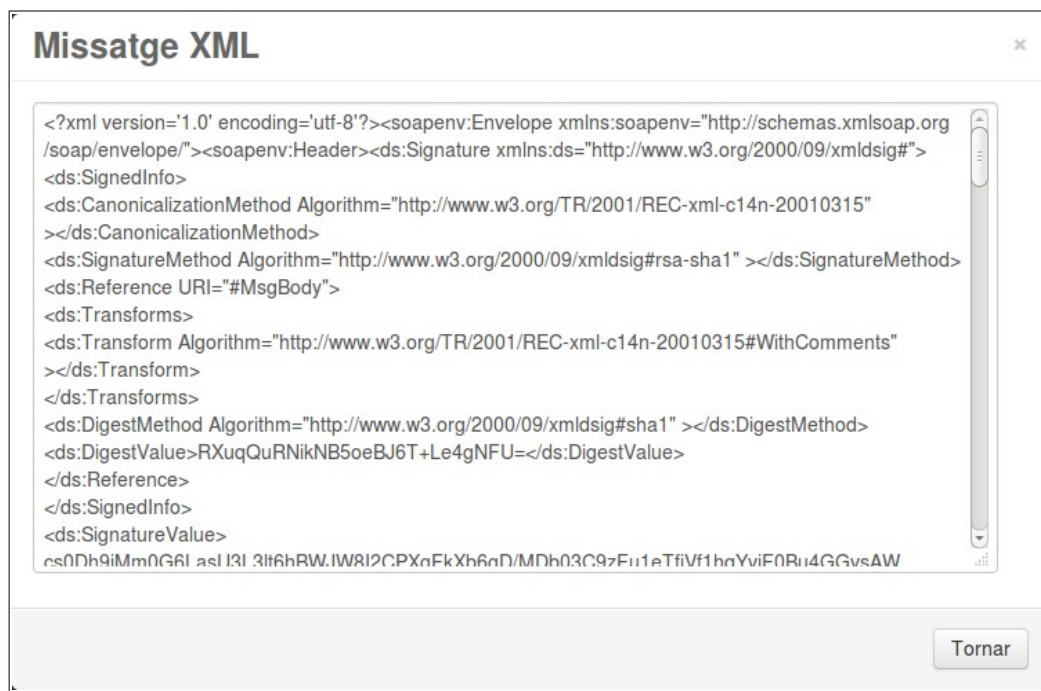 Missatge XML
×
<?xml version='1.0' encoding='utf-8'?><soapenv:Envelope xmlns:soapenv="http://schemas.xmlsoap.org
/soap/envelope/"><soapenv:Header><ds:Signature xmlns:ds="http://www.w3.org/2000/09/xmldsig#">
<ds:SignedInfo>
<ds:CanonicalizationMethod Algorithm="http://www.w3.org/TR/2001/REC-xml-c14n-20010315"
></ds:CanonicalizationMethod>
<ds:SignatureMethod Algorithm="http://www.w3.org/2000/09/xmldsig#rsa-sha1" ></ds:SignatureMethod>
<ds:Reference URI="#MsgBody">
<ds:Transforms>
<ds:Transform Algorithm="http://www.w3.org/TR/2001/REC-xml-c14n-20010315#WithComments"
></ds:Transform>
</ds:Transforms>
<ds:DigestMethod Algorithm="http://www.w3.org/2000/09/xmldsig#sha1" ></ds:DigestMethod>
<ds:DigestValue>RXuqQuRNikNB5oeBJ6T+Le4gNFU=</ds:DigestValue>
</ds:Reference>
</ds:SignedInfo>
<ds:SignatureValue>
Tornar